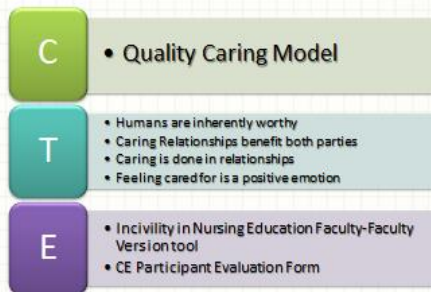 C
• Quality Caring Model
T
• Humans are inherently worthy
• Caring Relationships benefit both parties
• Caring is done in relationships
• Feeling cared for is a positive emotion
E
• Incivility in Nursing Education Faculty-Faculty
Version tool
• CE Participant Evaluation Form